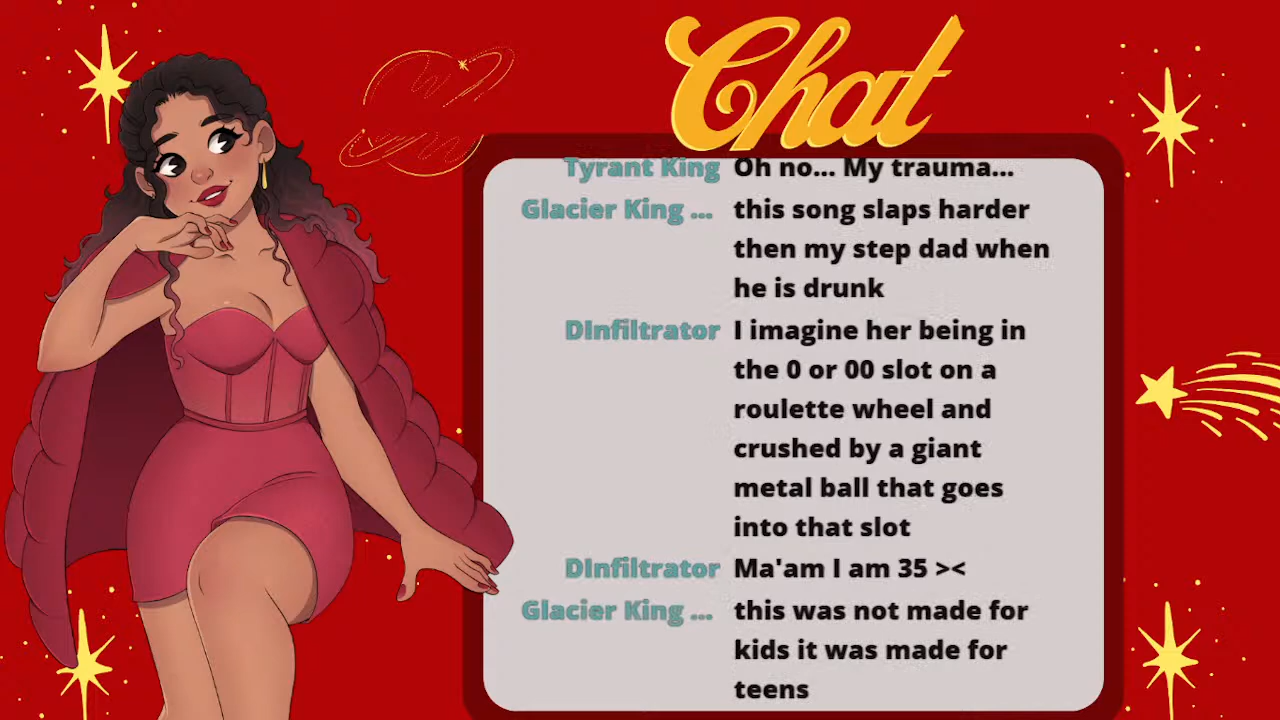 Chat
Tyrant King Oh no... My trauma...
Glacier King ... this song slaps harder
then my step dad when
he is drunk
DInfiltrator I imagine her being in
the 0 or 00 slot on a
roulette wheel and
crushed by a giant
metal ball that goes
into that slot
DInfiltrator Ma'am I am 35 ><
Glacier King ... this was not made for
kids it was made for
teens